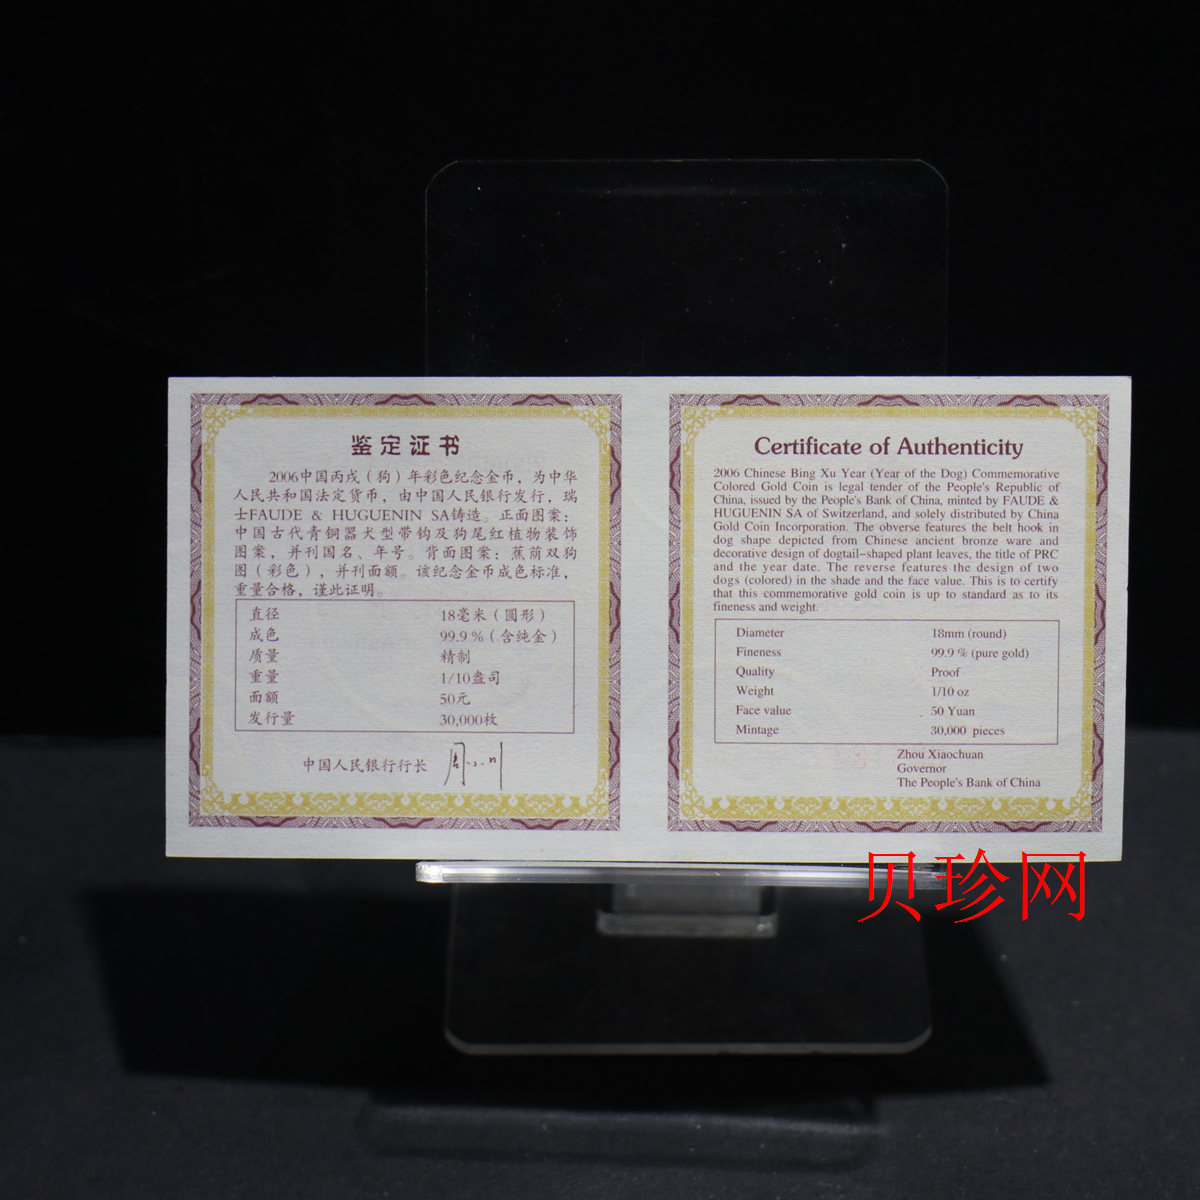 鉴定证书
2006中国丙戌（狗）年彩色纪念金币，为中华
人民共和国法定货币，由中国人民银行发行，瑞
士FAUDE & HUGUENIN SA铸造。正面图案：
中国古代青铜器犬型带钩及狗尾红植物装饰
图案，并刊国名、年号。背面图案：蕉荫双狗
图（彩色），并刊面额。该纪念金币成色标准，
重量合格，谨此证明。
直径 18毫米（圆形）
成色 99.9％（含纯金）
质量 精制
重量 1/10盎司
面额 50元
发行量 30,000枚
中国人民银行行长 周小川
Certificate of Authenticity
2006 Chinese Bing Xu Year (Year of the Dog) Commemorative
Colored Gold Coin is legal tender of the People's Republic of
China, issued by the People's Bank of China, minted by FAUDE &
HUGUENIN SA of Switzerland, and solely distributed by China
Gold Coin Incorporation. The obverse features the belt hook in
dog shape depicted from Chinese ancient bronze ware and
decorative design of dogtail-shaped plant leaves, the title of PRC
and the year date. The reverse features the design of two
dogs (colored) in the shade and the face value. This is to certify
that this commemorative gold coin is up to standard as to its
fineness and weight.
Diameter 18mm (round)
Fineness 99.9 % (pure gold)
Quality Proof
Weight 1/10 oz
Face value 50 Yuan
Mintage 30,000 pieces
Zhou Xiaochuan
Governor
The People's Bank of China
贝珍网